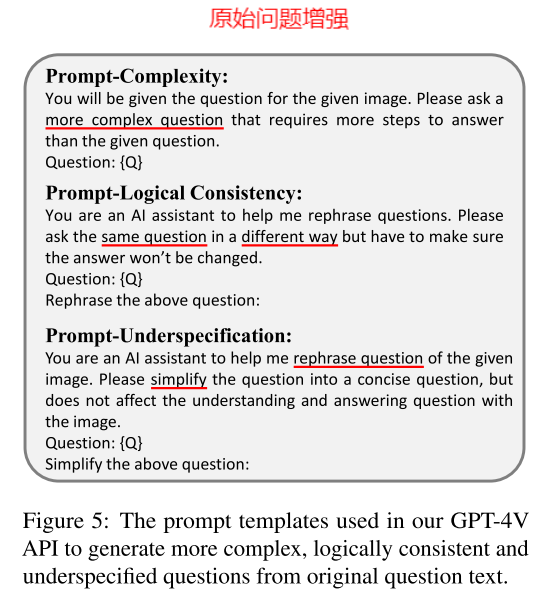 原始问题增强
Prompt-Complexity:
You will be given the question for the given image. Please ask a
more complex question that requires more steps to answer
than the given question.
Question: {Q}
Prompt-Logical Consistency:
You are an AI assistant to help me rephrase questions. Please
ask the same question in a different way but have to make sure
the answer won't be changed.
Question: {Q}
Rephrase the above question:
Prompt-Underspecification:
You are an AI assistant to help me rephrase question of the given
image. Please simplify the question into a concise question, but
does not affect the understanding and answering question with
the image.
Question: {Q}
Simplify the above question:
Figure 5: The prompt templates used in our GPT-4V
API to generate more complex, logically consistent and
underspecified questions from original question text.